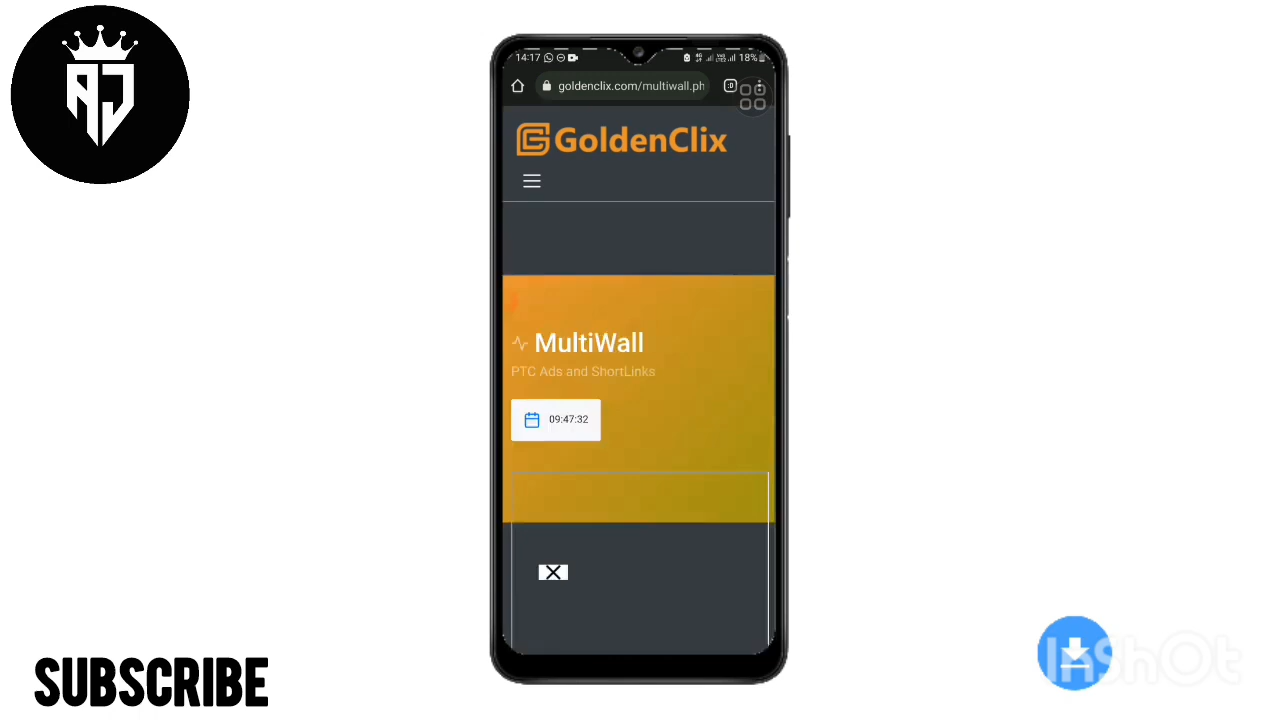 AJ
14:17
18%
goldenclix.com/multiwall.ph
:D
GoldenClix
MultiWall
PTC Ads and ShortLinks
09:47:32
SUBSCRIBE
InShOt